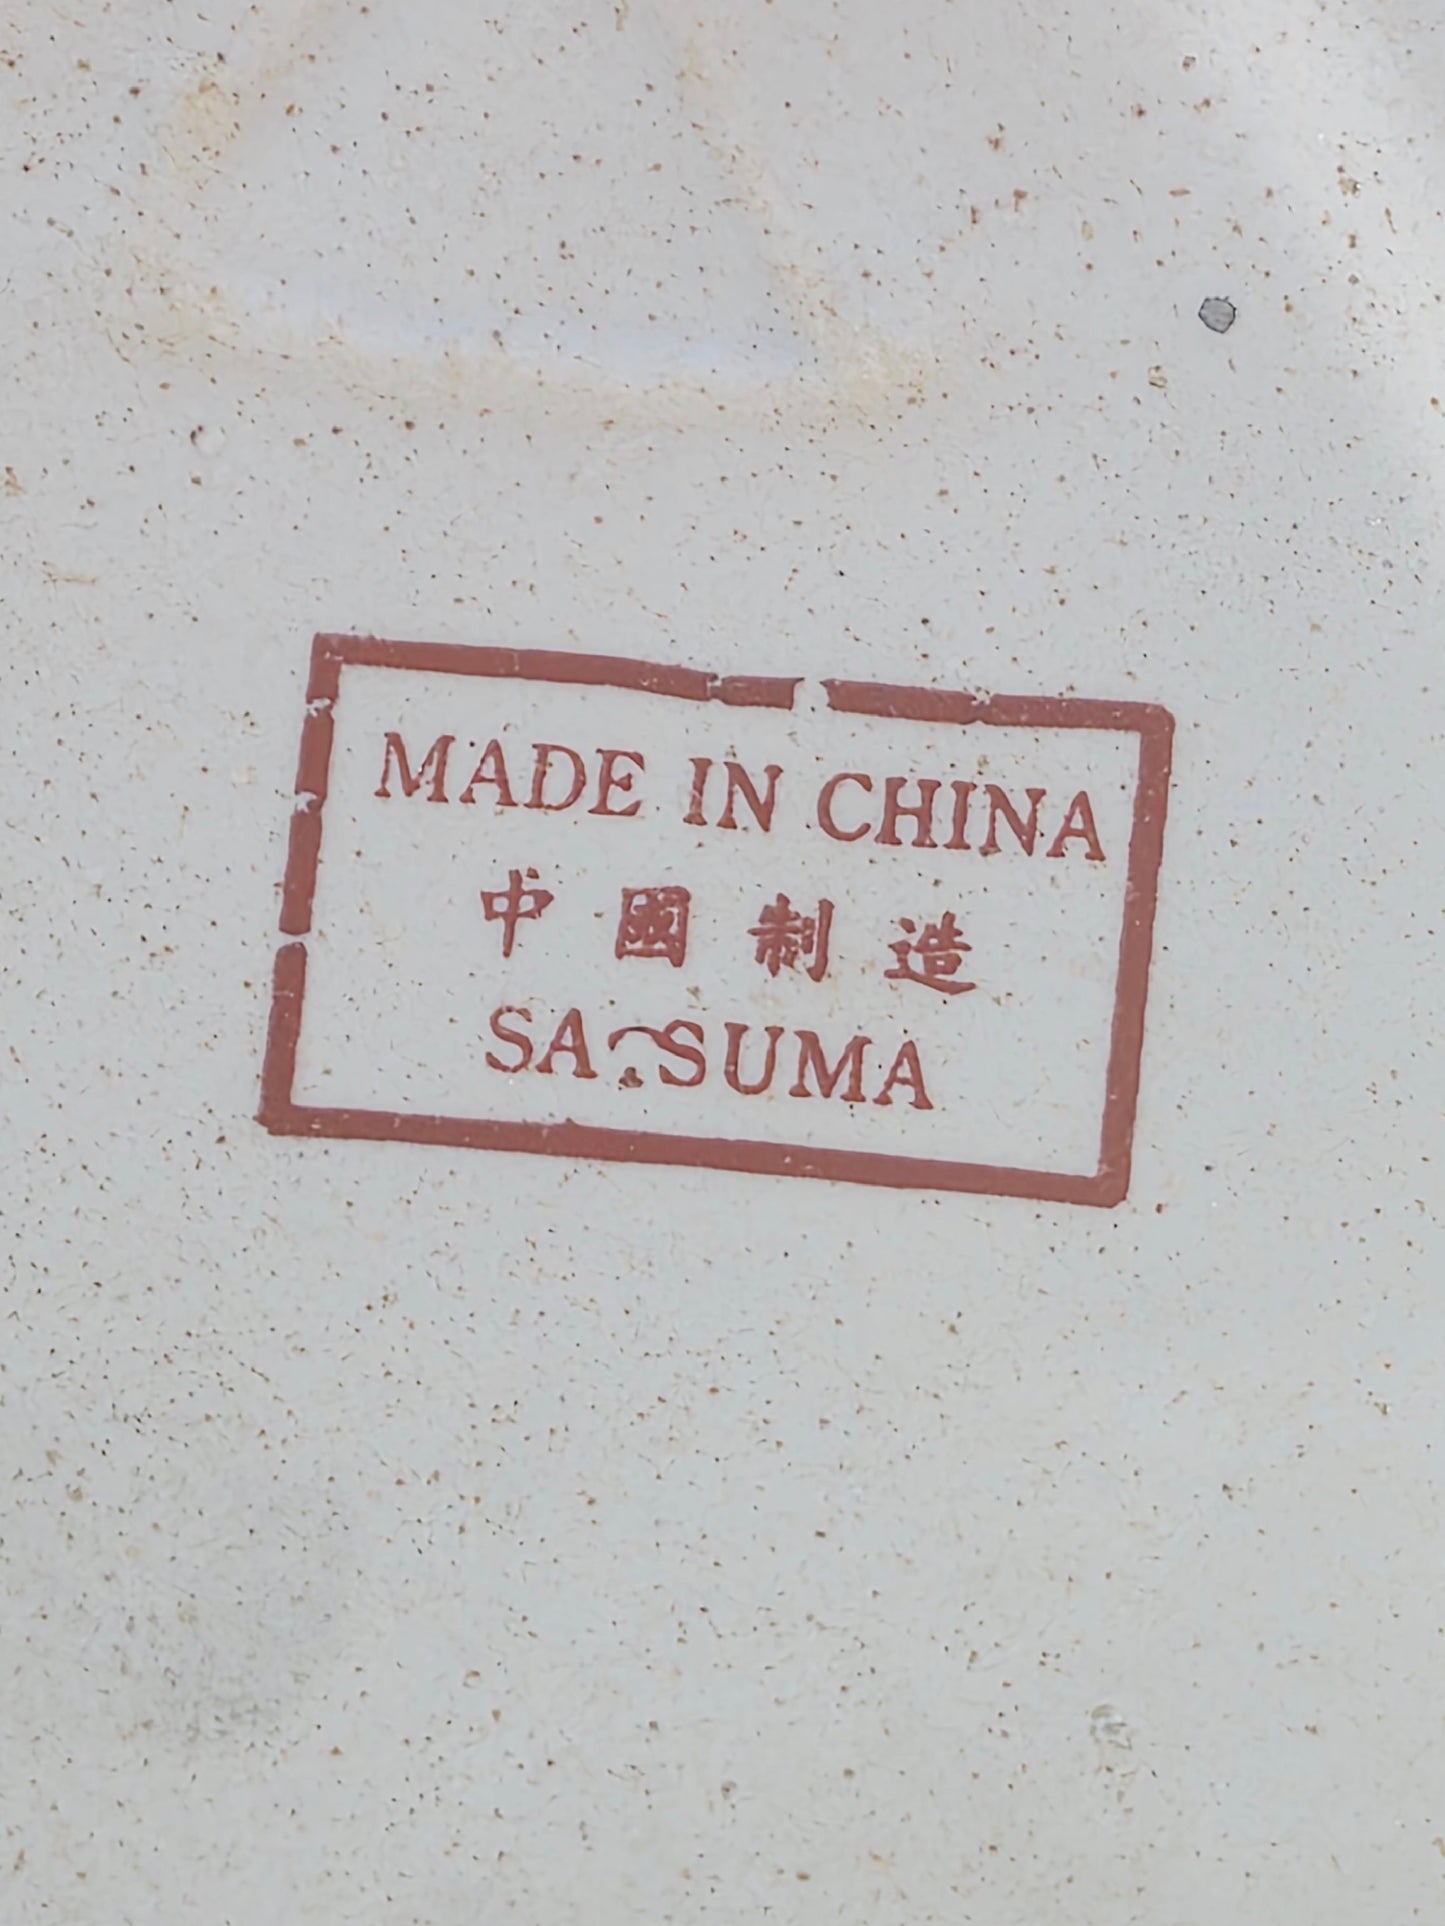 MADE IN CHINA
中國制造
SATSUMA